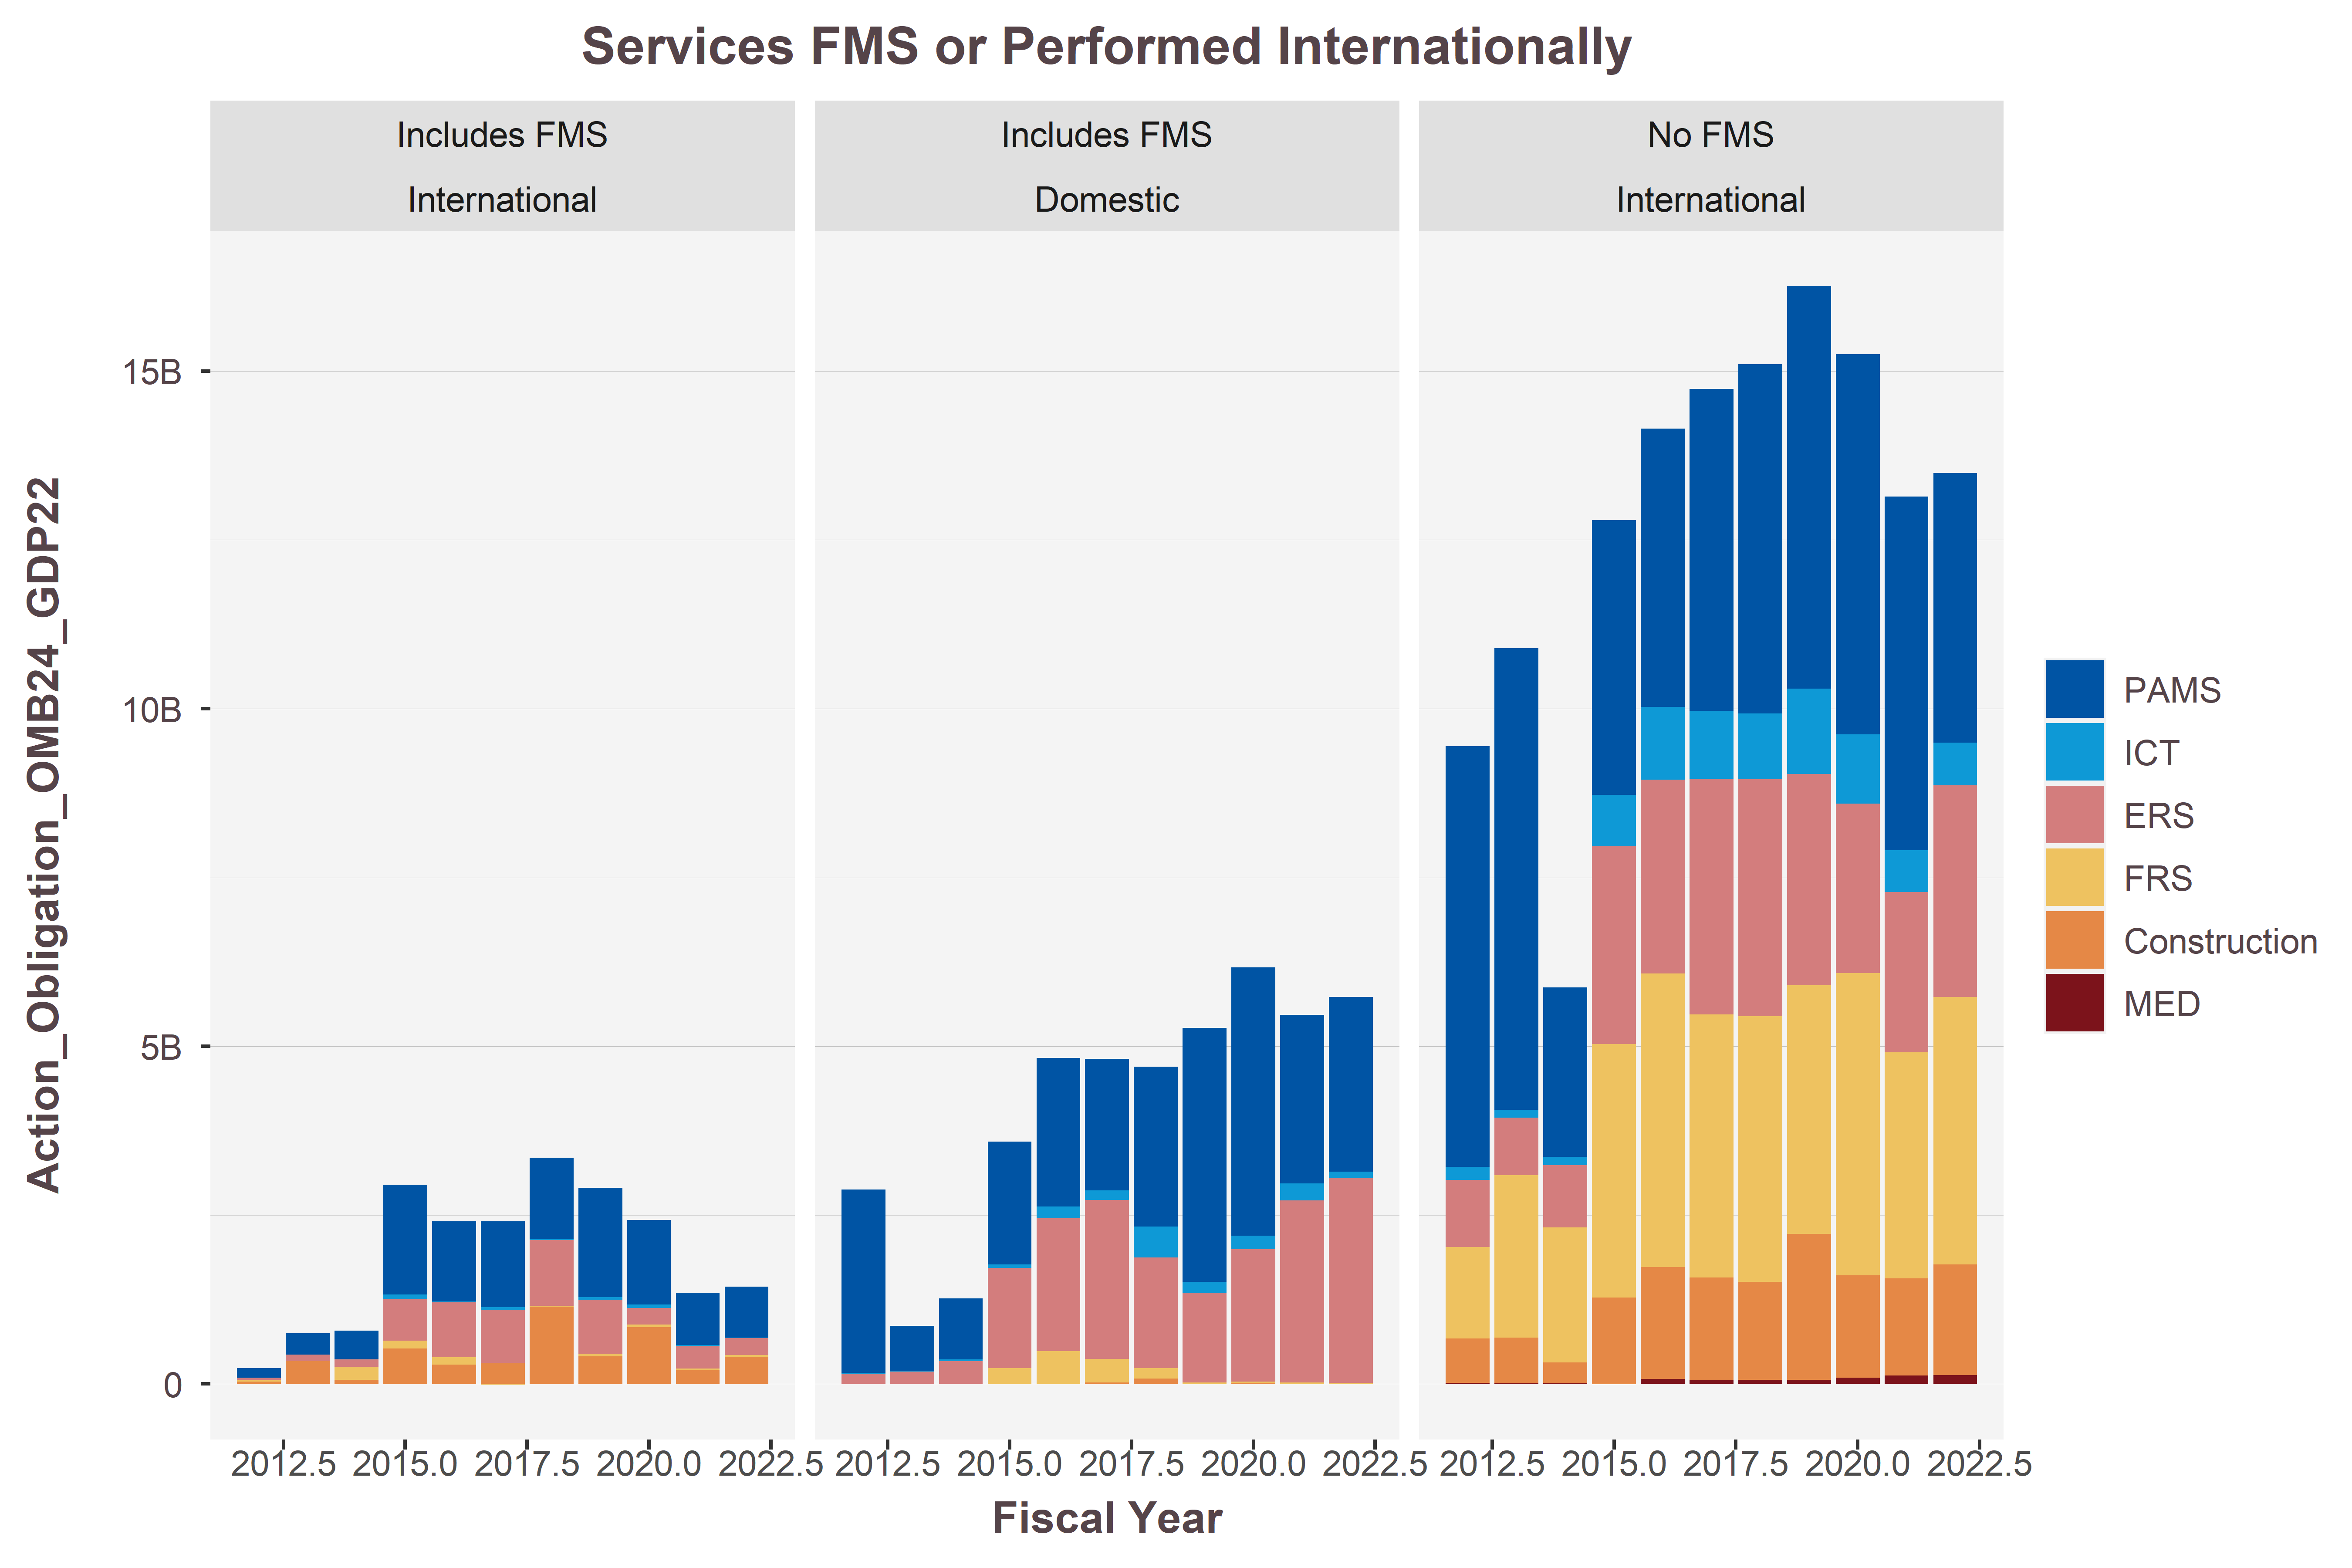 Services FMS or Performed Internationally
Includes FMS
International
Includes FMS
Domestic
No FMS
International
Action_Obligation_OMB24_GDP22
15B
10B
5B
0
2012.5 2015.0 2017.5 2020.0 2022.5
2012.5 2015.0 2017.5 2020.0 2022.5
2012.5 2015.0 2017.5 2020.0 2022.5
Fiscal Year
PAMS
ICT
ERS
FRS
Construction
MED